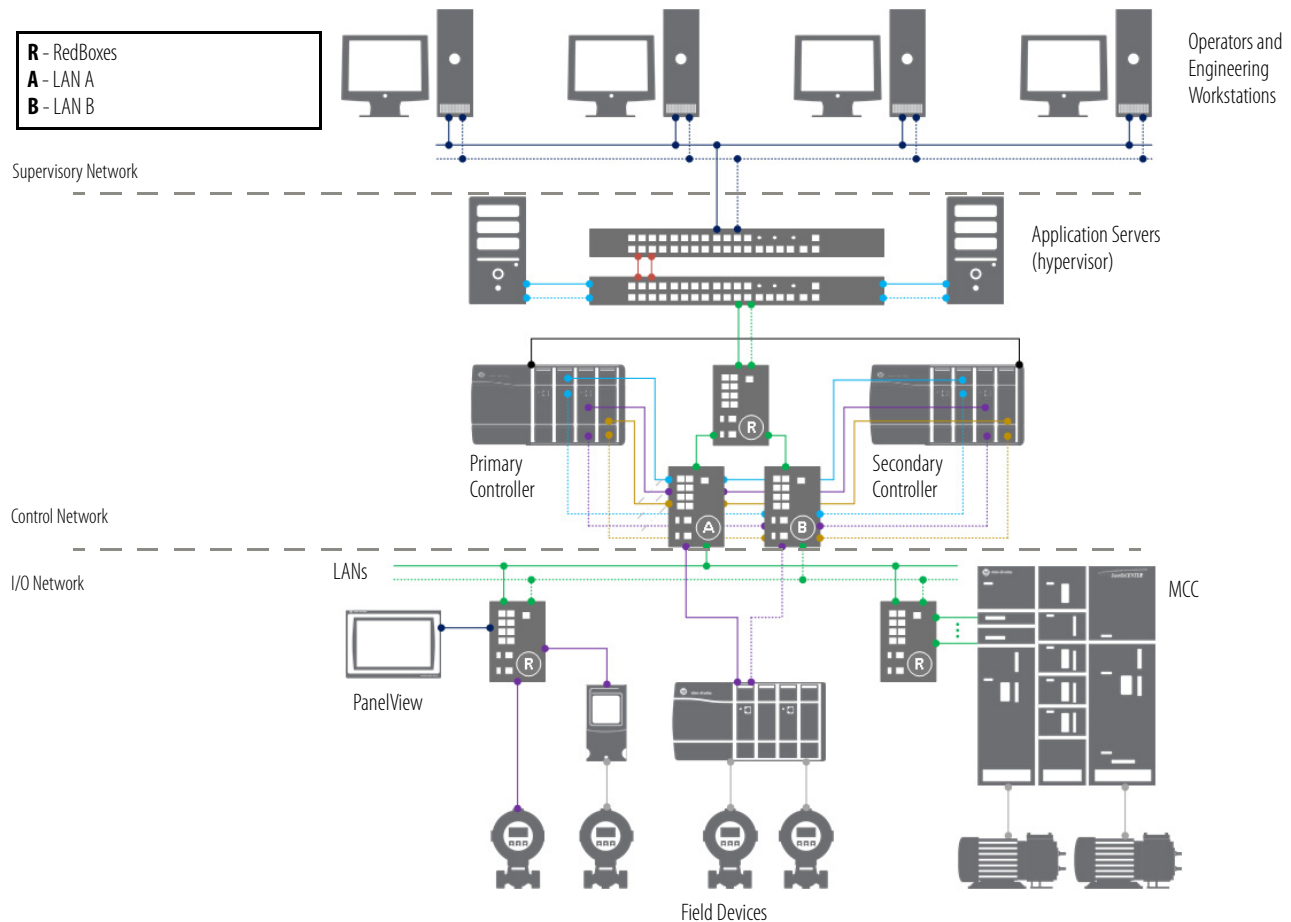 R - RedBoxes
A - LAN A
B - LAN B
Operators and
Engineering
Workstations
Supervisory Network
Application Servers
(hypervisor)
R
Primary
Controller
Secondary
Controller
A
B
Control Network
I/O Network
LANs
MCC
R
R
PanelView
Field Devices